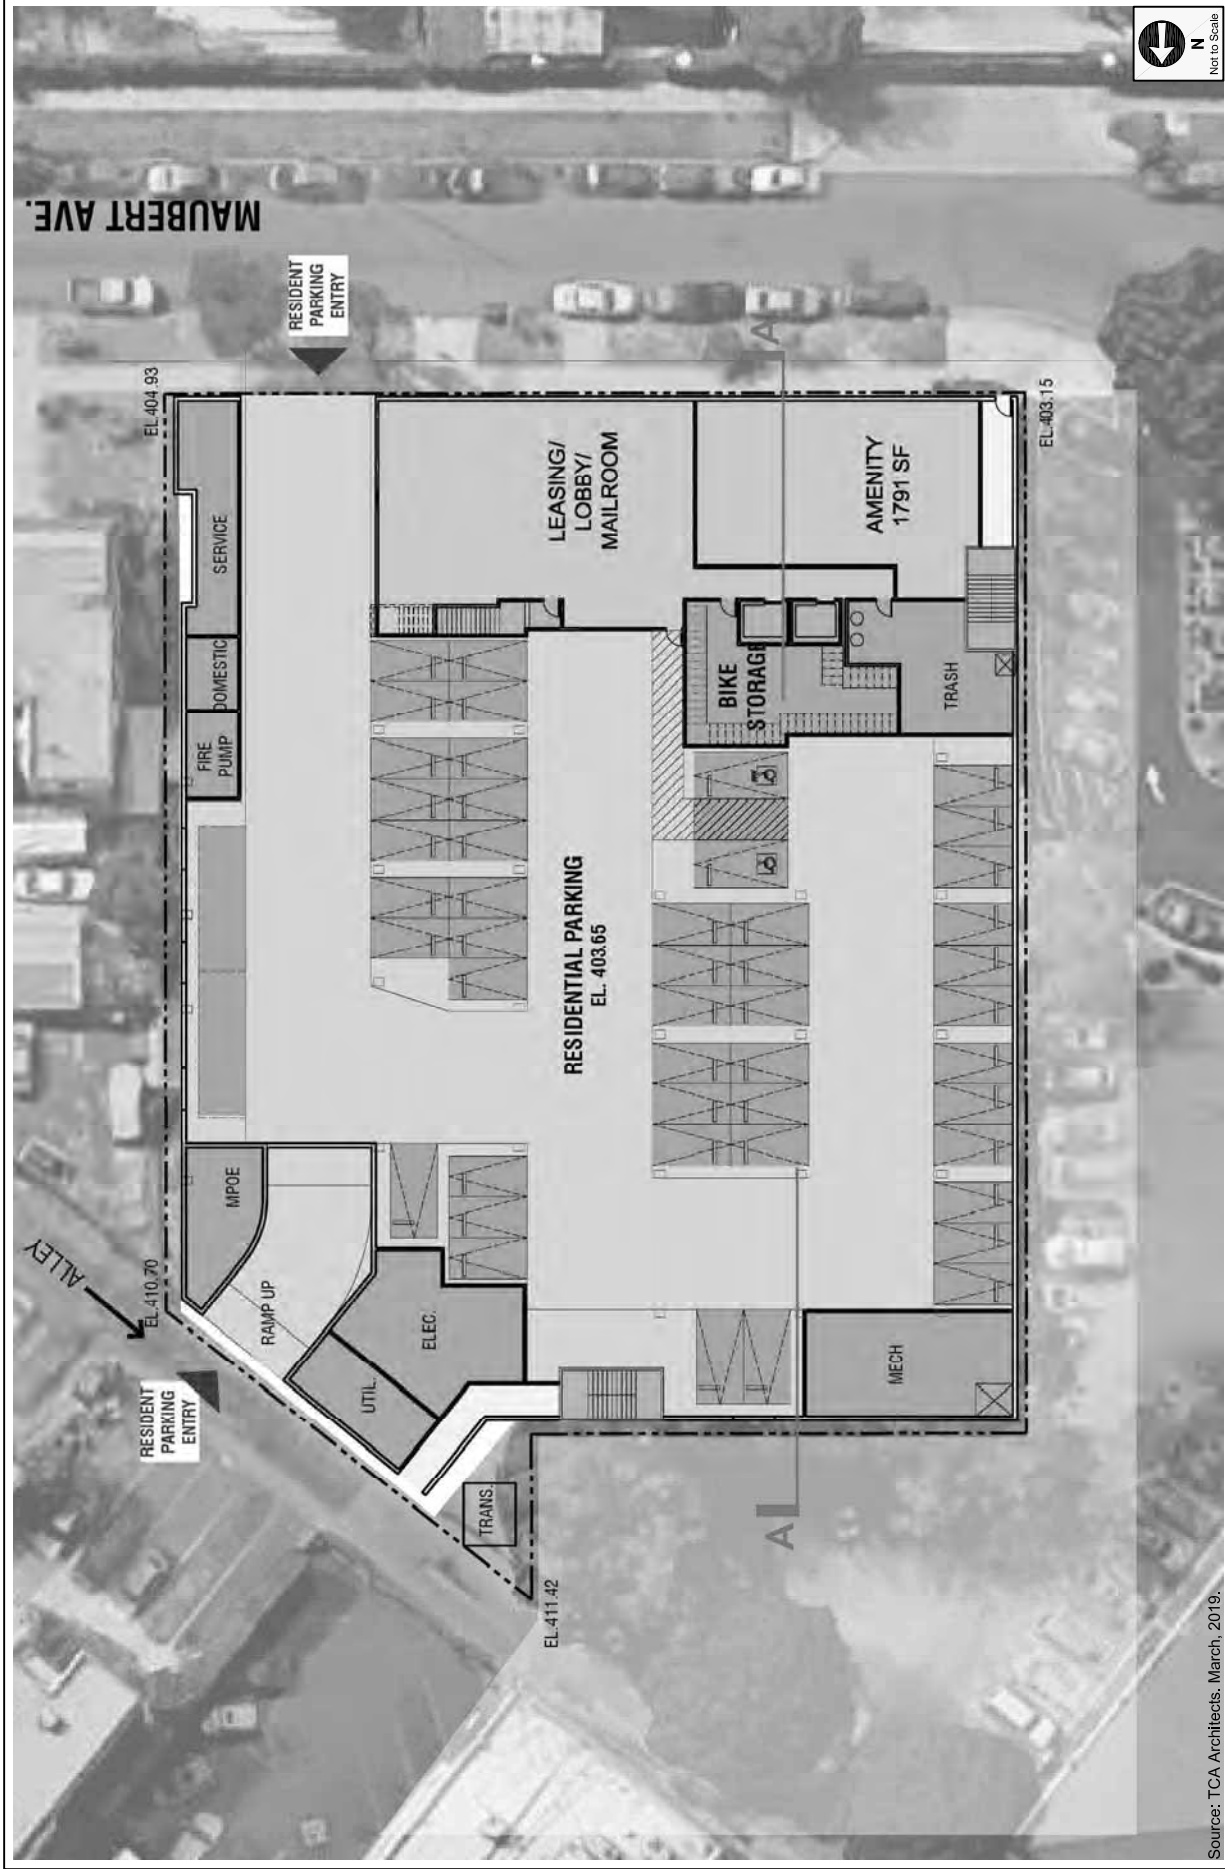 N
Not to Scale
MAUBERT AVE.
RESIDENT
PARKING
ENTRY
EL.404.93
EL.403.15
SERVICE
DOMESTIC
FIRE
PUMP
LEASING/
LOBBY/
MAILROOM
AMENITY
1791 SF
BIKE
STORAGE
TRASH
RESIDENTIAL PARKING
EL. 403.65
ALLEY
EL.410.70
MPOE
RAMP UP
RESIDENT
PARKING
ENTRY
UTIL.
ELEC.
MECH
TRANS.
EL.411.42
A
A
Source: TCA Architects. March, 2019.